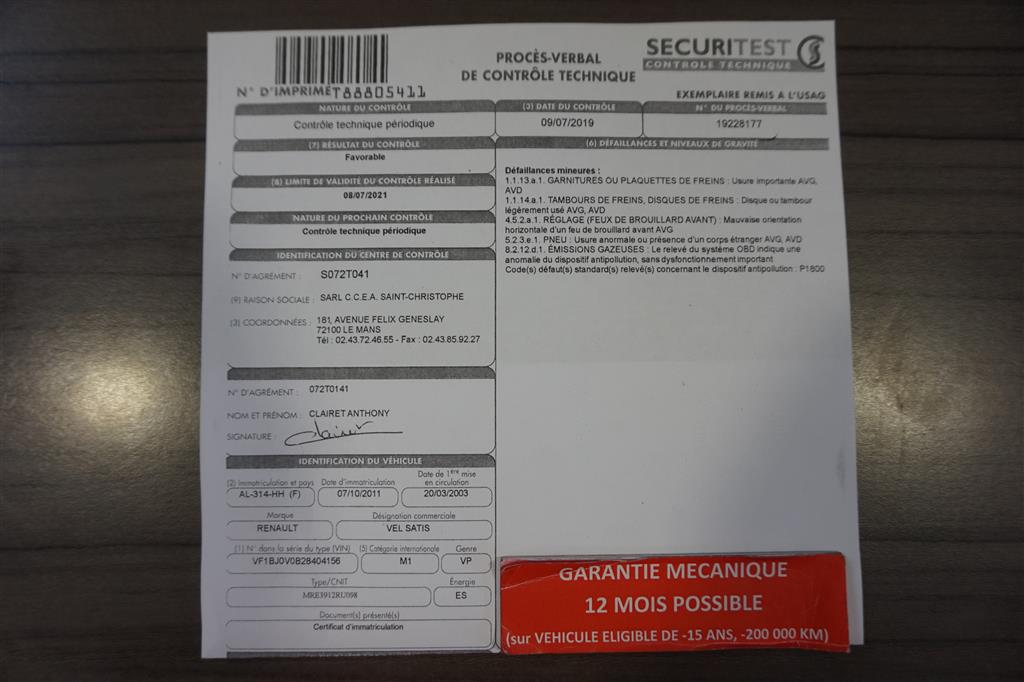 PROCÈS-VERBAL
DE CONTRÔLE TECHNIQUE
SECURITEST
CONTROLE TECHNIQUE
N° D'IMPRIMÉ T88805411
EXEMPLAIRE REMIS A L'USAG
NATURE DU CONTRÔLE
Contrôle technique périodique
(3) DATE DU CONTRÔLE
09/07/2019
N° DU PROCÈS-VERBAL
19228177
(7) RÉSULTAT DU CONTRÔLE
Favorable
(8) LIMITE DE VALIDITÉ DU CONTRÔLE RÉALISÉ
08/07/2021
NATURE DU PROCHAIN CONTRÔLE
Contrôle technique périodique
IDENTIFICATION DU CENTRE DE CONTRÔLE
N° D'AGRÉMENT : S072T041
(9) RAISON SOCIALE : SARL C.C.E.A. SAINT-CHRISTOPHE
(3) COORDONNÉES : 181, AVENUE FELIX GENESLAY
72100 LE MANS
Tél : 02.43.72.46.55 - Fax : 02.43.85.92.27
N° D'AGRÉMENT : 072T0141
NOM ET PRÉNOM : CLAIRET ANTHONY
SIGNATURE : Clairet
IDENTIFICATION DU VÉHICULE
(2) Immatriculation et pays
AL-314-HH (F)
Date d'immatriculation
07/10/2011
Date de 1ère mise
en circulation
20/03/2003
Marque
RENAULT
Désignation commerciale
VEL SATIS
(1) N° dans la série du type (VIN)
VF1BJ0V0B28404156
(5) Catégorie internationale
M1
Genre
VP
Type/CNIT
MRE3912RU098
Énergie
ES
Document(s) présenté(s)
Certificat d'immatriculation
(6) DÉFAILLANCES ET NIVEAUX DE GRAVITÉ
Défaillances mineures :
1.1.13.a.1. GARNITURES OU PLAQUETTES DE FREINS : Usure importante AVG,
AVD
1.1.14.a.1. TAMBOURS DE FREINS, DISQUES DE FREINS : Disque ou tambour
légèrement usé AVG, AVD
4.5.2.a.1. RÉGLAGE (FEUX DE BROUILLARD AVANT) : Mauvaise orientation
horizontale d'un feu de brouillard avant AVG
5.2.3.e.1. PNEU : Usure anormale ou présence d'un corps étranger AVG, AVD
8.2.12.d.1. ÉMISSIONS GAZEUSES : Le relevé du système OBD indique une
anomalie du dispositif antipollution, sans dysfonctionnement important
Code(s) défaut(s) standard(s) relevé(s) concernant le dispositif antipollution : P1800
GARANTIE MECANIQUE
12 MOIS POSSIBLE
(sur VEHICULE ELIGIBLE DE -15 ANS, -200 000 KM)